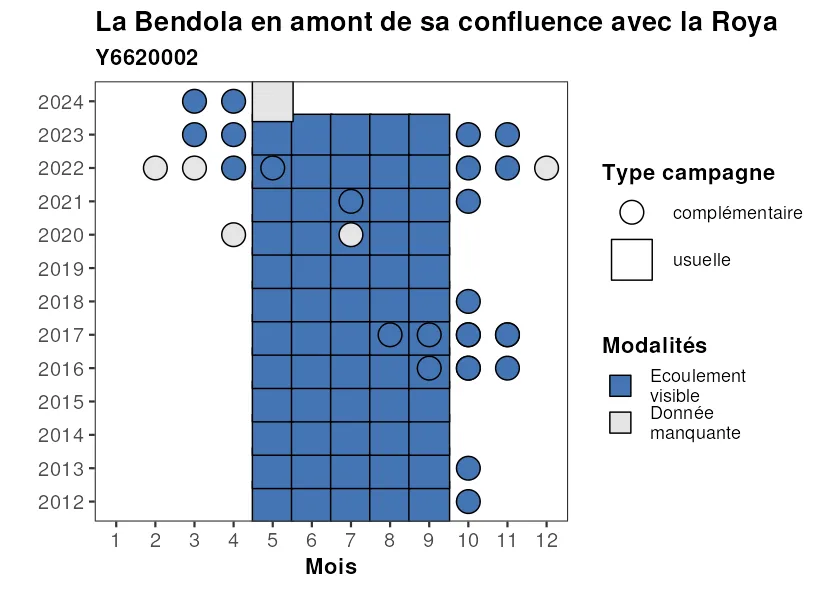 La Bendola en amont de sa confluence avec la Roya
Y6620002
2024
2023
2022
2021
2020
2019
2018
2017
2016
2015
2014
2013
2012
1 2 3 4 5 6 7 8 9 10 11 12
Mois
Type campagne
complémentaire
usuelle
Modalités
Ecoulement
visible
Donnée
manquante